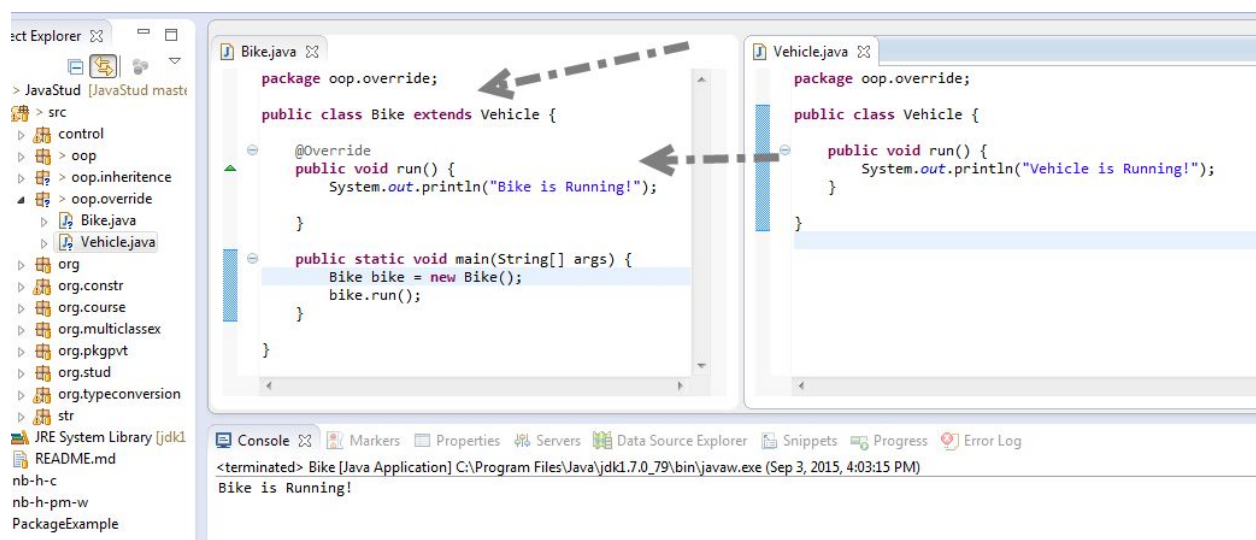 ect Explorer
> JavaStud [JavaStud maste
> src
control
> oop
> oop.inheritence
> oop.override
Bike.java
Vehicle.java
org
org.constr
org.course
org.multiclassex
org.pkgpvt
org.stud
org.typeconversion
str
JRE System Library [jdk1
README.md
nb-h-c
nb-h-pm-w
PackageExample
Bike.java
package oop.override;
public class Bike extends Vehicle {
@Override
public void run() {
System.out.println("Bike is Running!");
}
public static void main(String[] args) {
Bike bike = new Bike();
bike.run();
}
}
Vehicle.java
package oop.override;
public class Vehicle {
public void run() {
System.out.println("Vehicle is Running!");
}
}
Console Markers Properties Servers Data Source Explorer Snippets Progress Error Log
<terminated> Bike [Java Application] C:\Program Files\Java\jdk1.7.0_79\bin\javaw.exe (Sep 3, 2015, 4:03:15 PM)
Bike is Running!